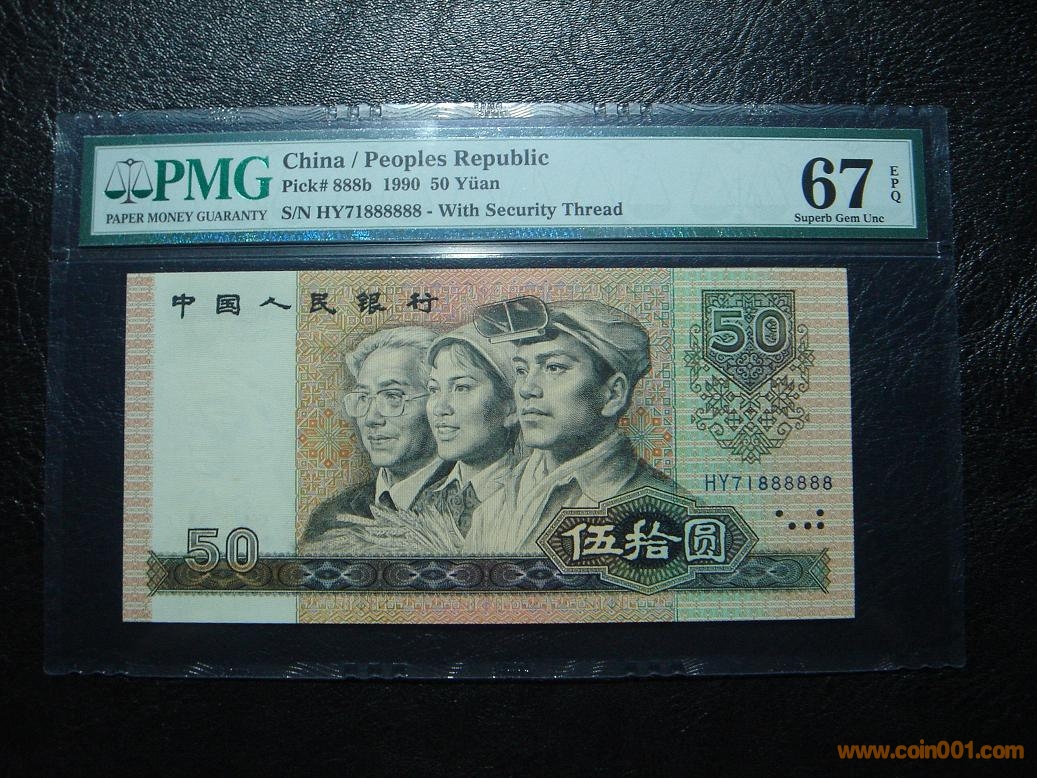 PMG
PAPER MONEY GUARANTY
China / Peoples Republic
Pick# 888b 1990 50 Yüan
S/N HY71888888 - With Security Thread
67
EPQ
Superb Gem Unc
中国人民银行
50
HY71888888
50
伍拾圆
www.coin001.com